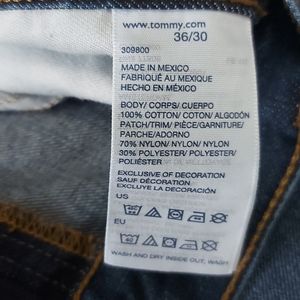 www.tommy.com
36/30
309800
MADE IN MEXICO
FABRIQUÉ AU MEXIQUE
HECHO EN MÉXICO
BODY/ CORPS/ CUERPO
100% COTTON/ COTON/ ALGODÓN
PATCH/TRIM/ PIÈCE/GARNITURE/
PARCHE/ADORNO
70% NYLON/ NYLON/ NYLON
30% POLYESTER/ POLYESTER/
POLIÉSTER
EXCLUSIVE OF DECORATION
SAUF DÉCORATION
EXCLUYE LA DECORACIÓN
US
EU
WASH AND DRY INSIDE OUT, WASH